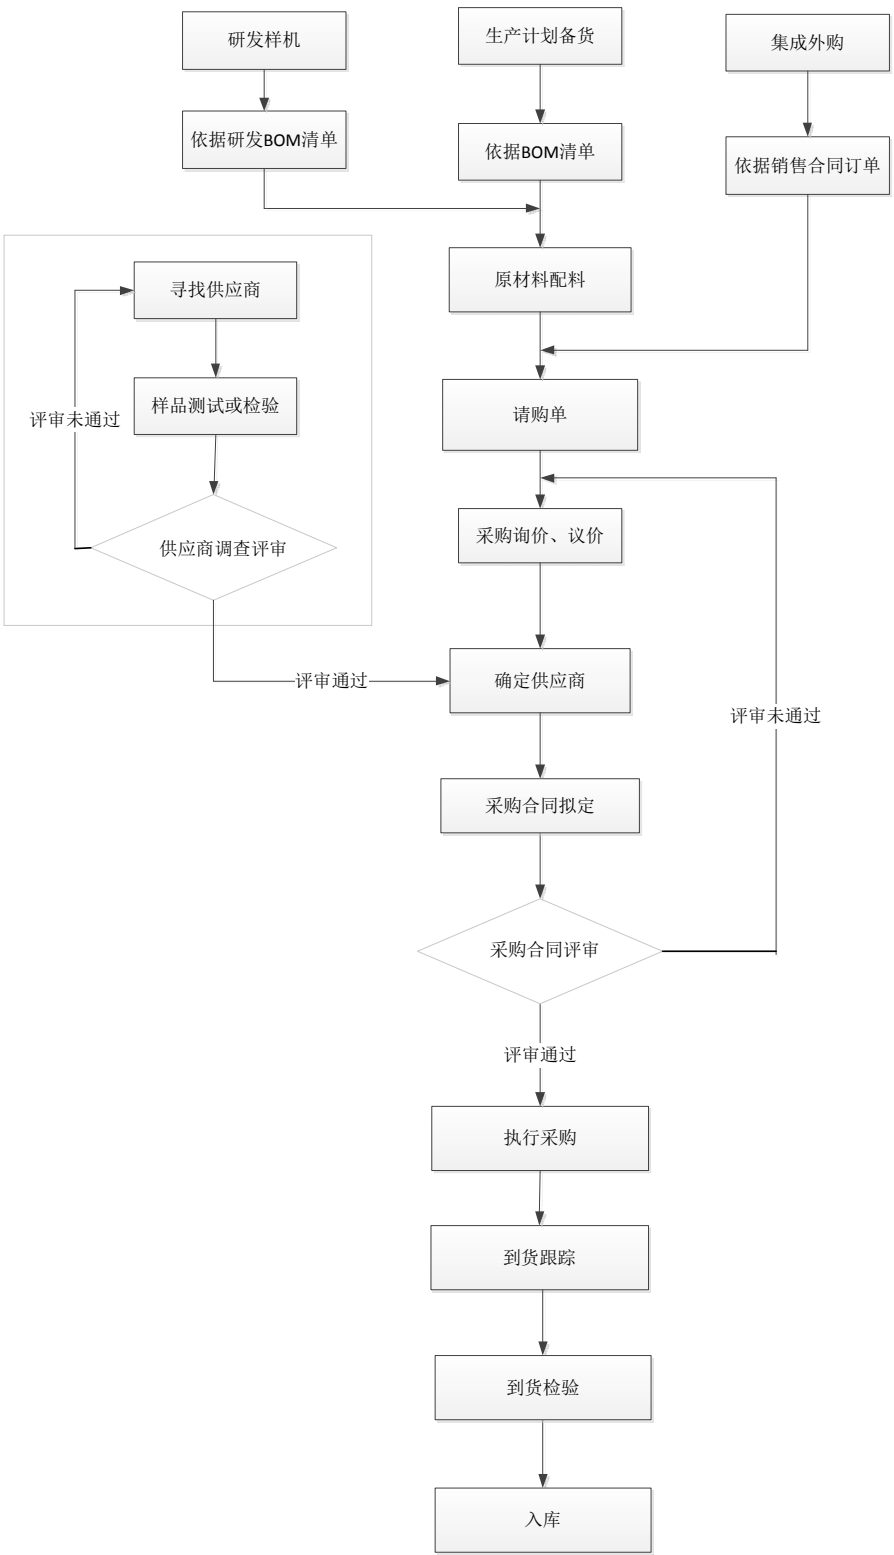 研发样机
生产计划备货
集成外购
依据研发BOM清单
依据BOM清单
依据销售合同订单
原材料配料
寻找供应商
样品测试或检验
评审未通过
请购单
采购询价、议价
供应商调查评审
评审通过
确定供应商
评审未通过
采购合同拟定
采购合同评审
评审通过
执行采购
到货跟踪
到货检验
入库